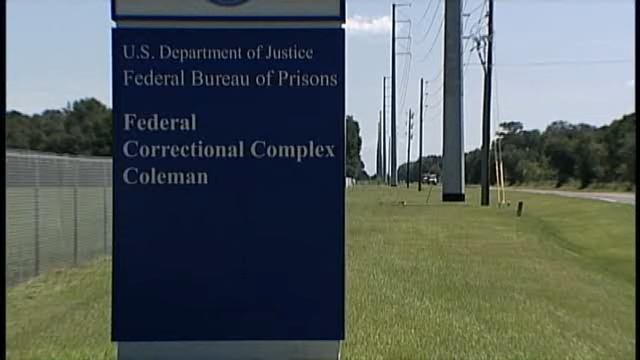 U.S. Department of Justice
Federal Bureau of Prisons
Federal
Correctional Complex
Coleman